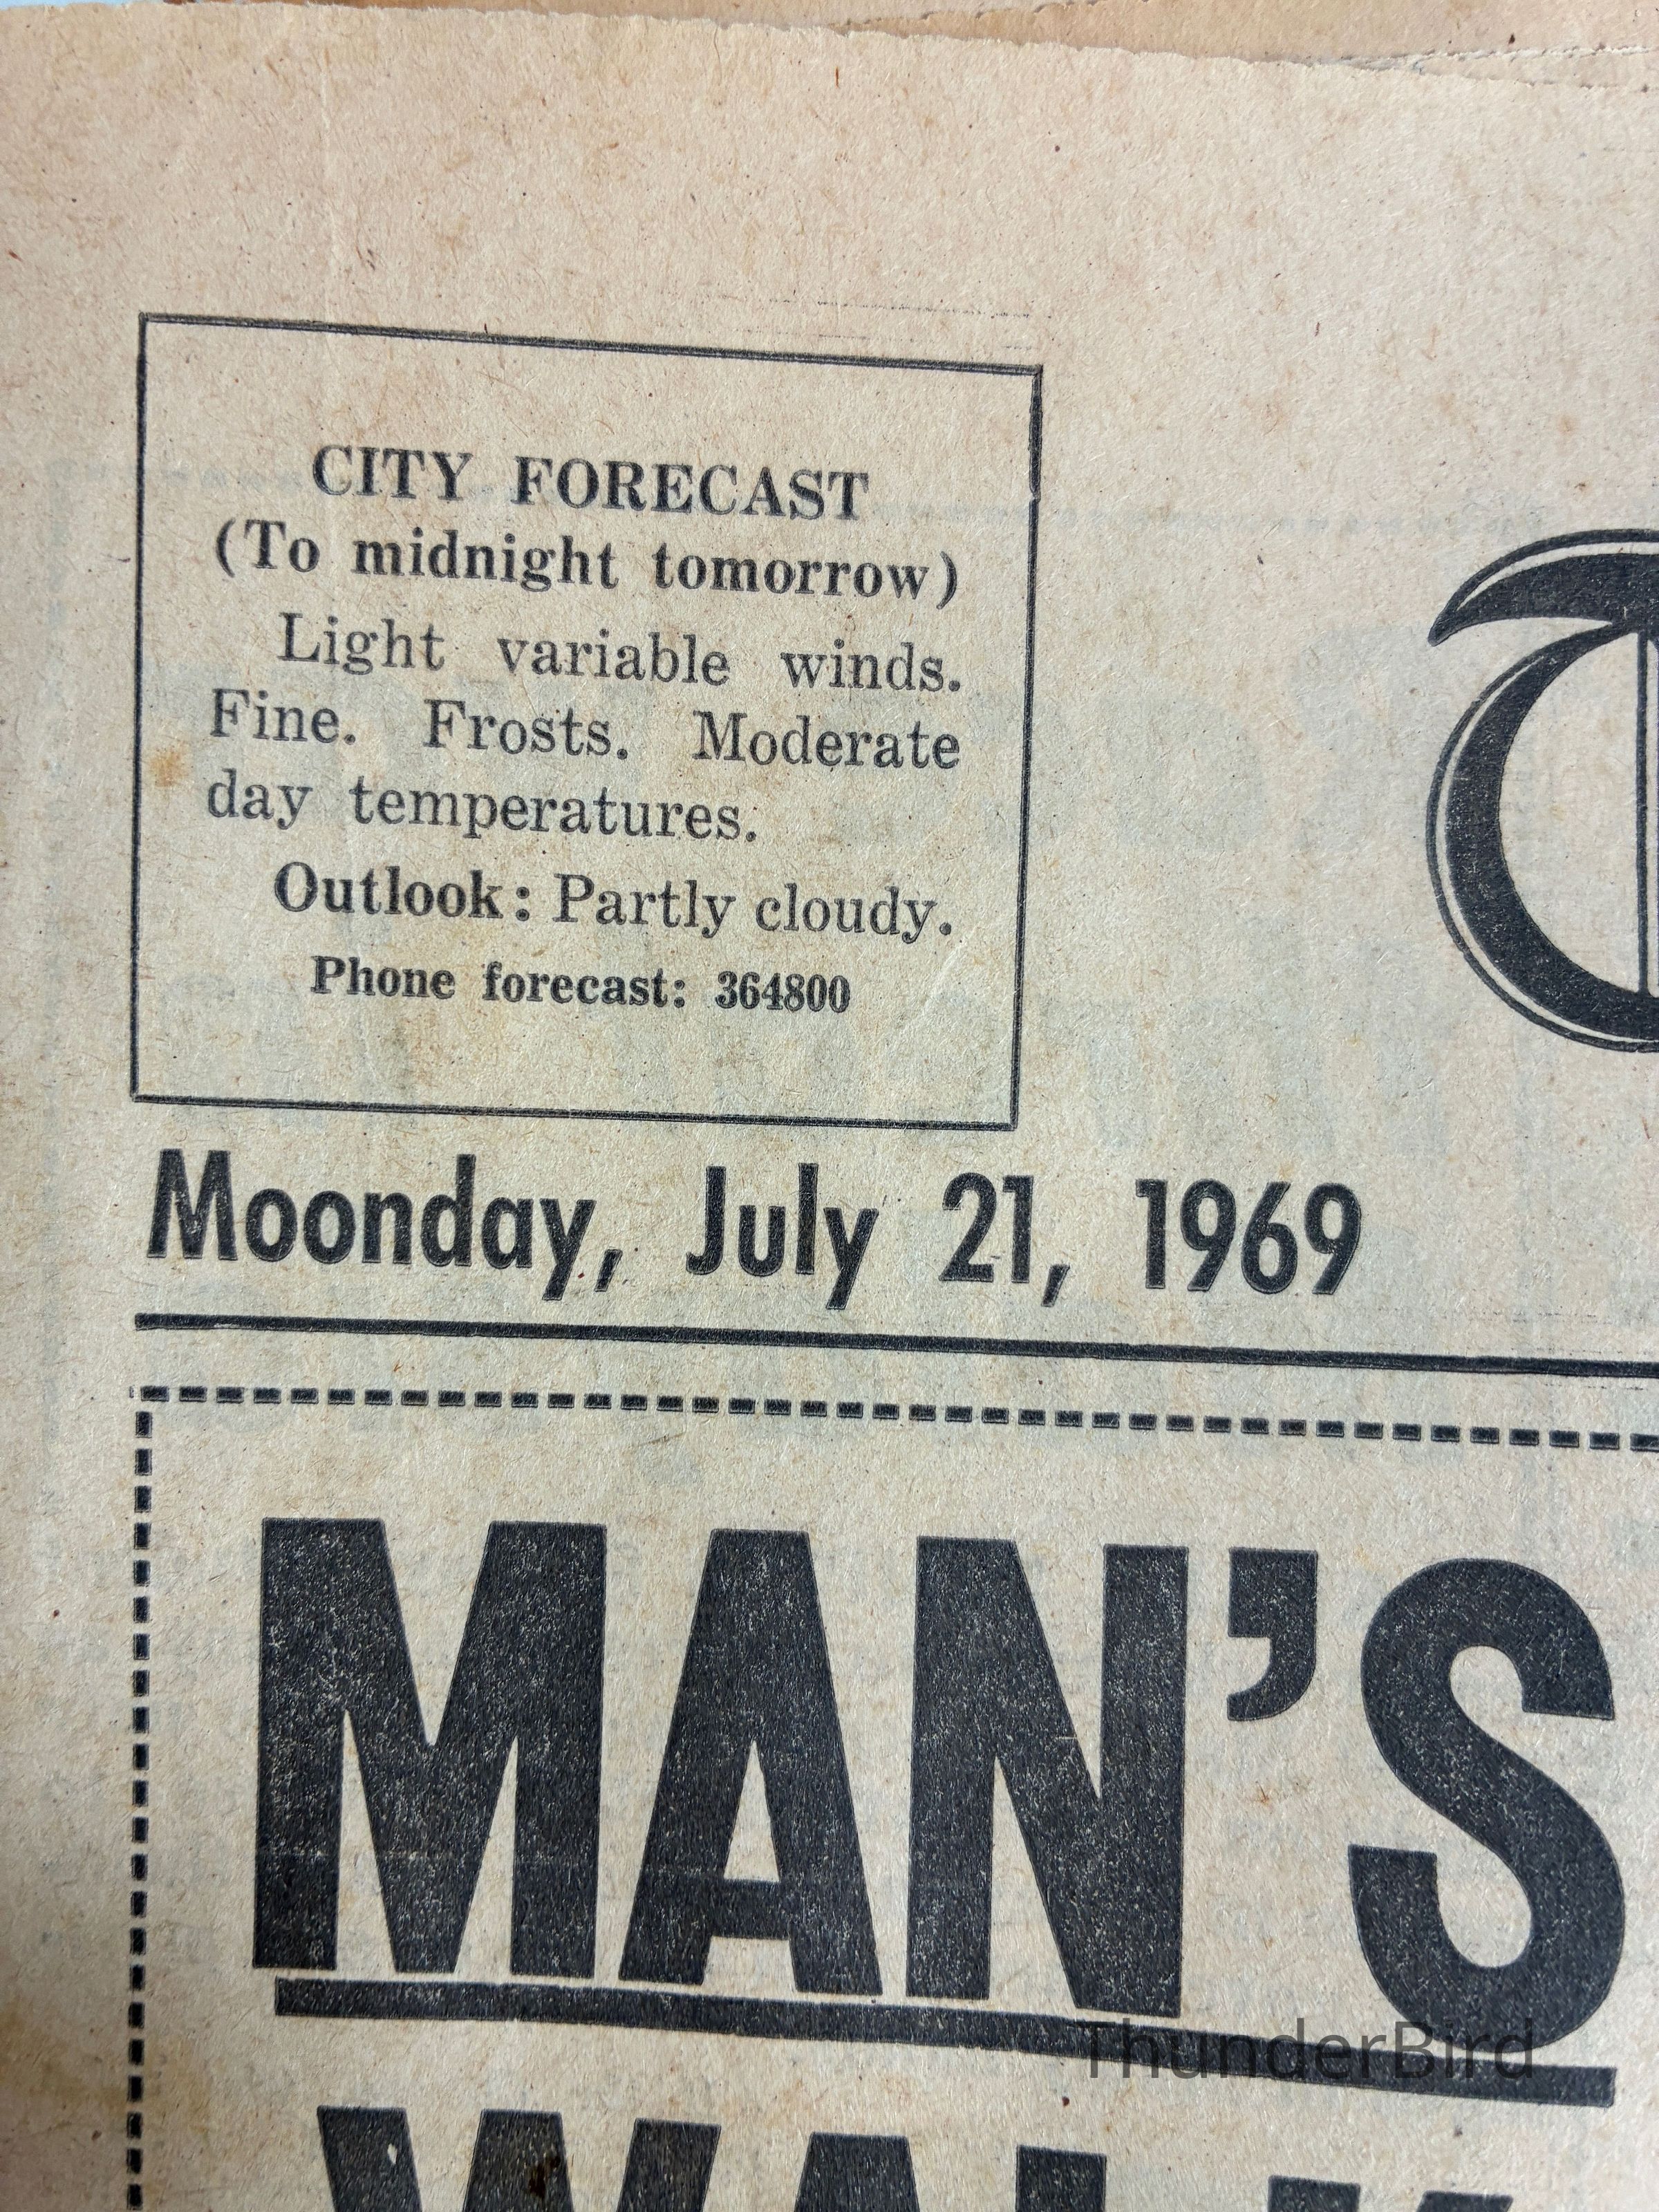 CITY FORECAST
(To midnight tomorrow)
Light variable winds.
Fine. Frosts. Moderate
day temperatures.
Outlook: Partly cloudy.
Phone forecast: 364800
Moonday, July 21, 1969
MAN'S
ThunderBird